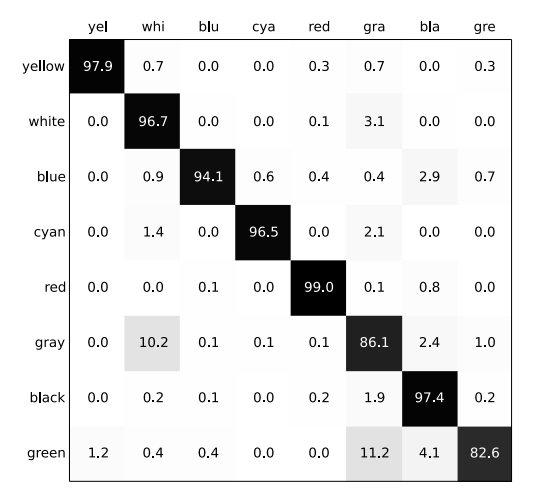 yel whi blu cya red gra bla gre
yellow 97.9 0.7 0.0 0.0 0.3 0.7 0.0 0.3
white 0.0 96.7 0.0 0.0 0.1 3.1 0.0 0.0
blue 0.0 0.9 94.1 0.6 0.4 0.4 2.9 0.7
cyan 0.0 1.4 0.0 96.5 0.0 2.1 0.0 0.0
red 0.0 0.0 0.1 0.0 99.0 0.1 0.8 0.0
gray 0.0 10.2 0.1 0.1 0.1 86.1 2.4 1.0
black 0.0 0.2 0.1 0.0 0.2 1.9 97.4 0.2
green 1.2 0.4 0.4 0.0 0.0 11.2 4.1 82.6